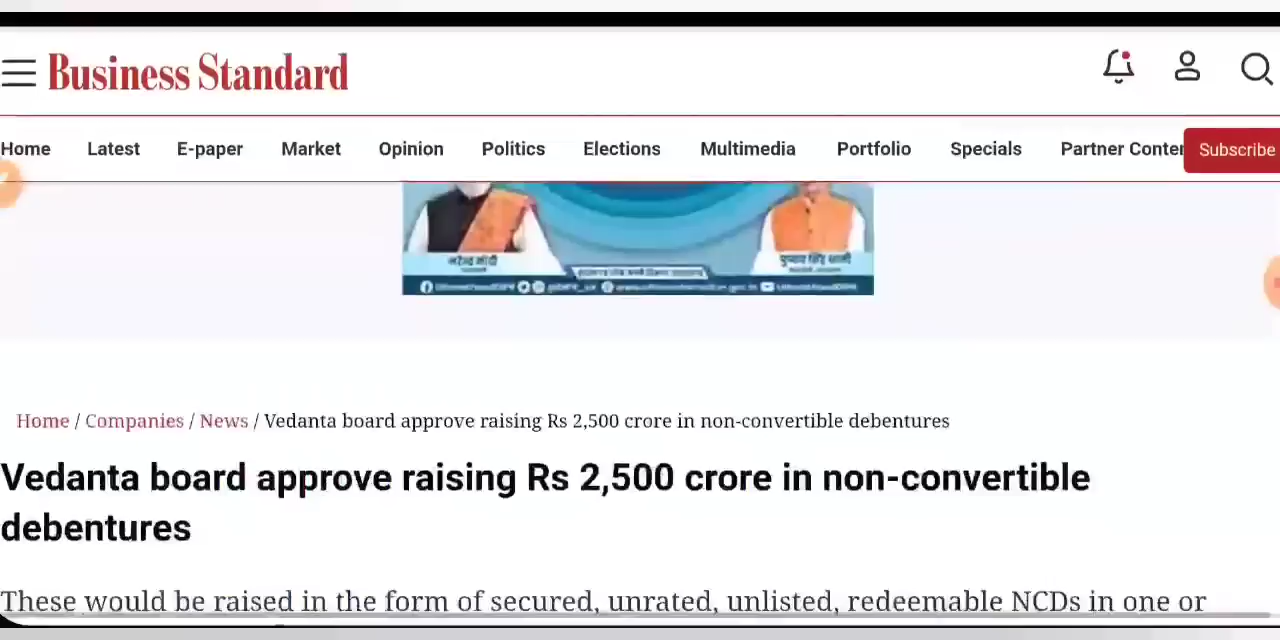 Business Standard
Home Latest E-paper Market Opinion Politics Elections Multimedia Portfolio Specials Partner Conter Subscribe
नरेन्द्र मोदी
Home / Companies / News / Vedanta board approve raising Rs 2,500 crore in non-convertible debentures
Vedanta board approve raising Rs 2,500 crore in non-convertible
debentures
These would be raised in the form of secured, unrated, unlisted, redeemable NCDs in one or